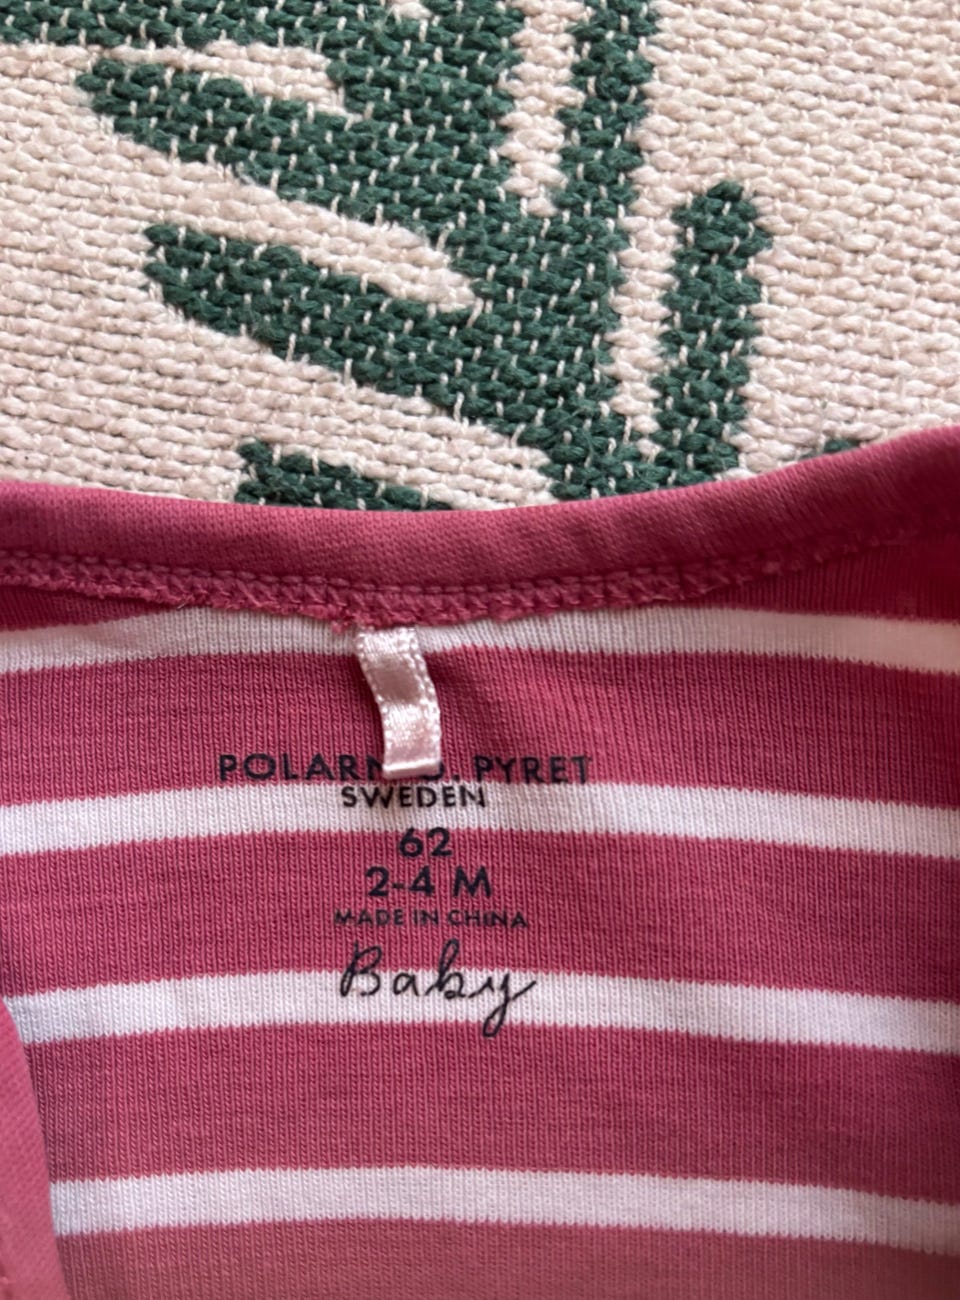 POLARN O. PYRET
SWEDEN
62
2-4 M
MADE IN CHINA
Baby